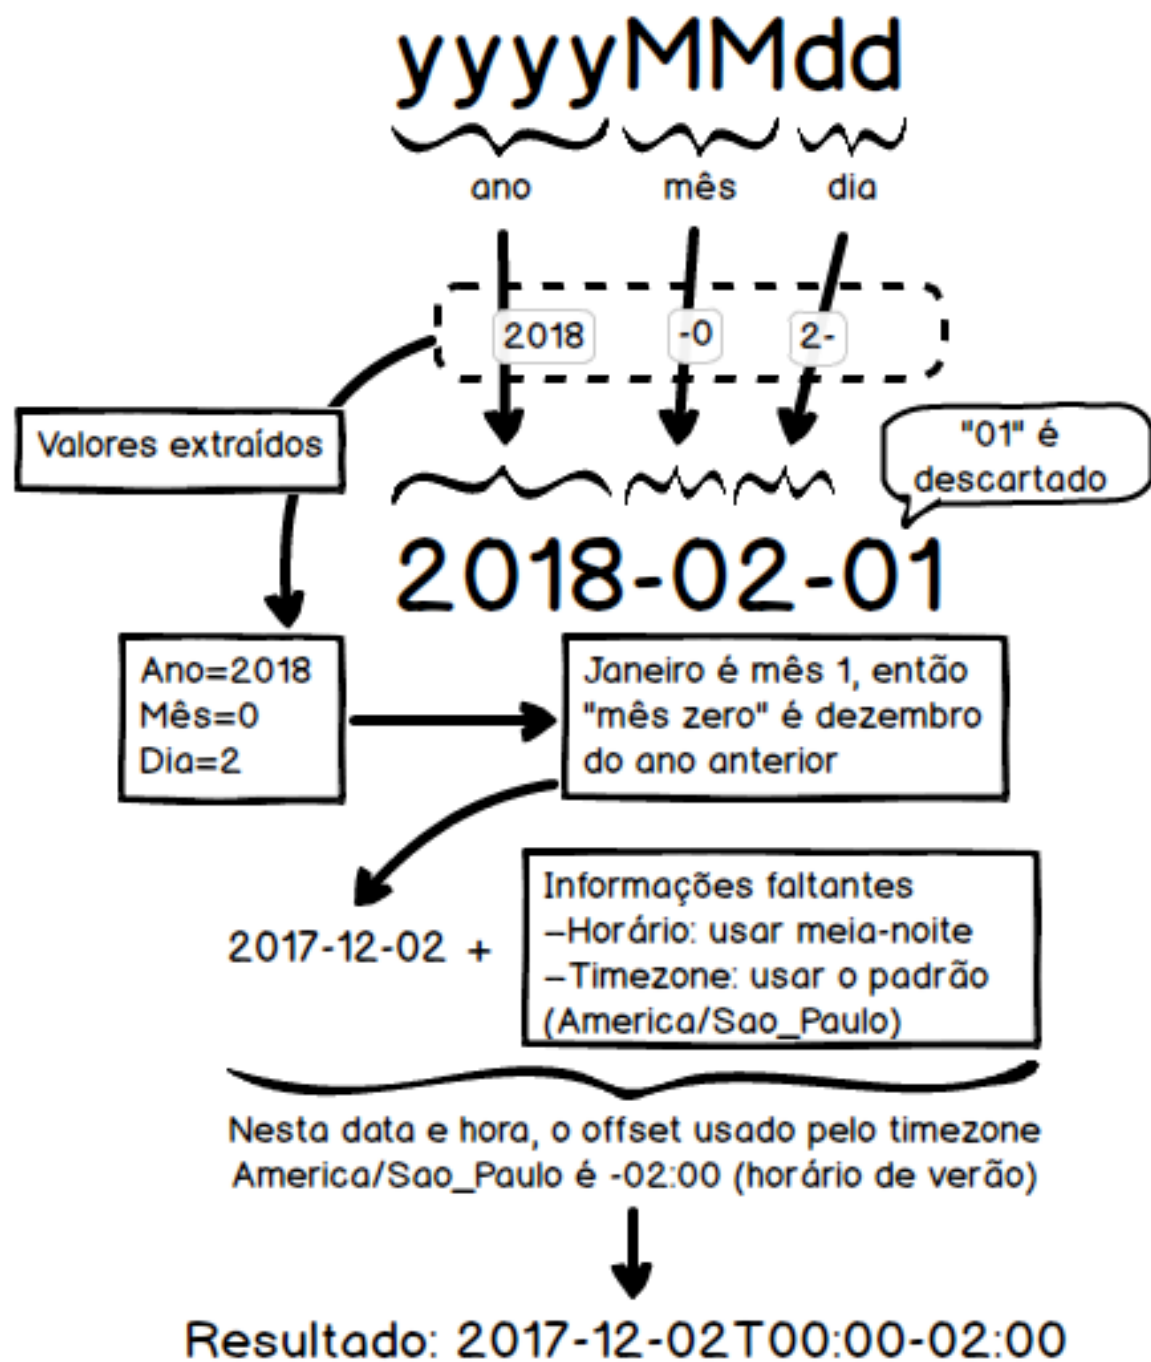 yyyyMMdd
ano mês dia
2018 -0 2-
Valores extraídos
"01" é
descartado
2018-02-01
Ano=2018
Mês=0
Dia=2
Janeiro é mês 1, então
"mês zero" é dezembro
do ano anterior
2017-12-02 +
Informações faltantes
–Horário: usar meia-noite
–Timezone: usar o padrão
(America/Sao_Paulo)
Nesta data e hora, o offset usado pelo timezone
America/Sao_Paulo é -02:00 (horário de verão)
Resultado: 2017-12-02T00:00-02:00